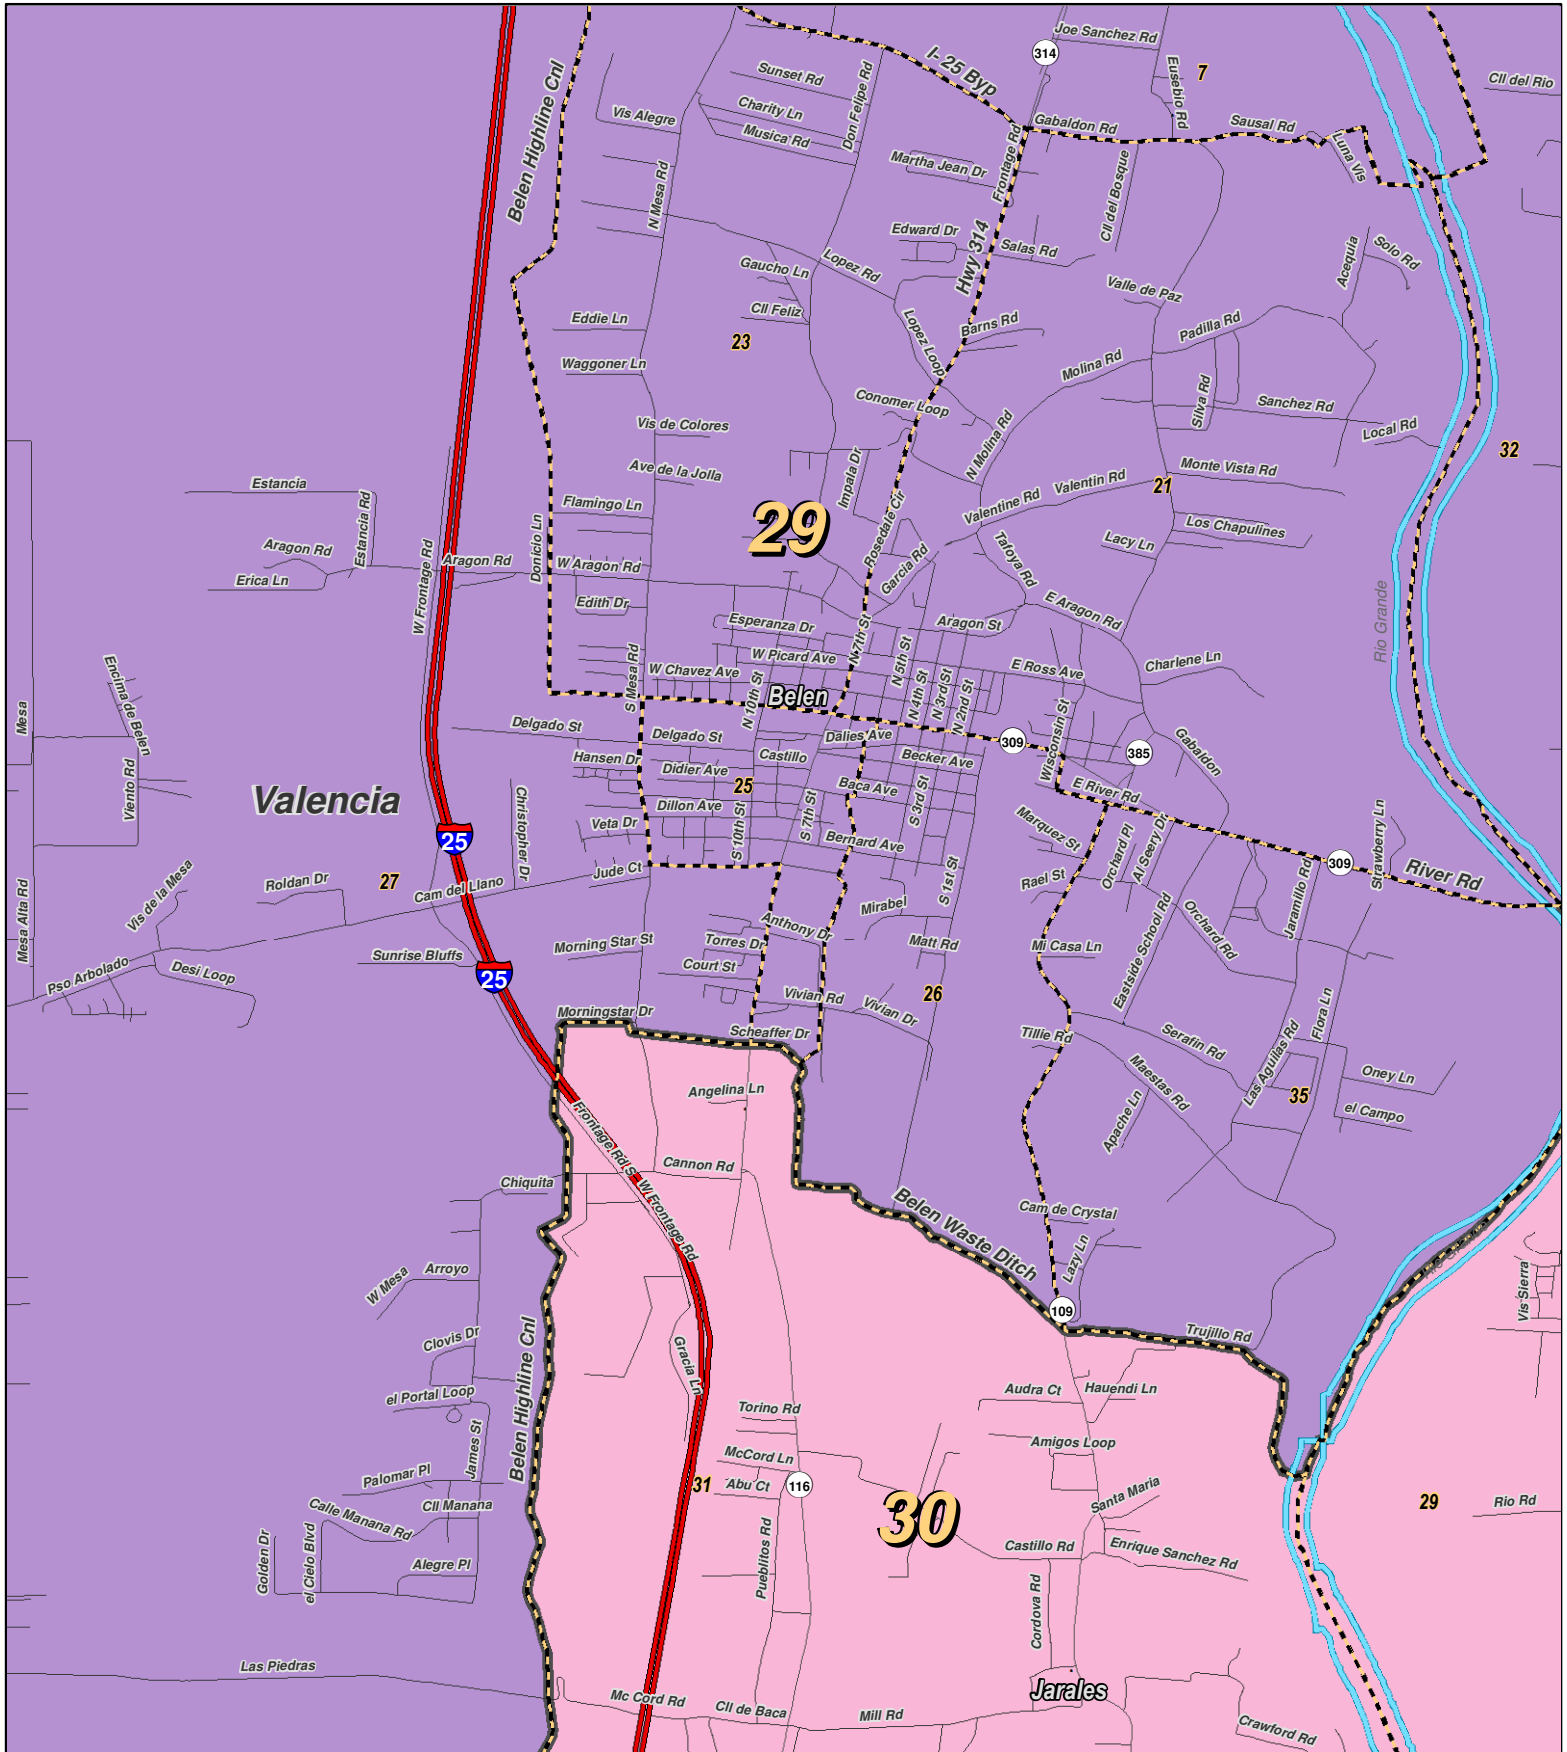 Joe Sanchez Rd
314
I- 25 Byp
7
Cll del Rio
Sunset Rd
Don Felipe Rd
Eusebio Rd
Belen Highline Cnl
Vis Alegre
Charity Ln
Musica Rd
Gabaldon Rd
Sausal Rd
Luna Vis
Martha Jean Dr
Frontage Rd
N Mesa Rd
Cll del Bosque
Edward Dr
Salas Rd
Hwy 314
Acequia
Solo Rd
Gaucho Ln
Lopez Rd
Valle de Paz
Cll Feliz
Eddie Ln
23
Lopez Loop
Barns Rd
Padilla Rd
Waggoner Ln
Molina Rd
Silva Rd
Conomer Loop
Sanchez Rd
Vis de Colores
N Molina Rd
Local Rd
32
Ave de la Jolla
Impala Dr
Monte Vista Rd
Valentin Rd
21
Estancia
Estancia Rd
Flamingo Ln
29
Rosedale Cir
Valentine Rd
Los Chapulines
Donicio Ln
Lacy Ln
Aragon Rd
Aragon Rd
W Aragon Rd
Garcia Rd
Tafoya Rd
Erica Ln
W Frontage Rd
Edith Dr
E Aragon Rd
Rio Grande
Esperanza Dr
N 7th St
Aragon St
W Picard Ave
N 5th St
E Ross Ave
Charlene Ln
Encima de Belen
S Mesa Rd
W Chavez Ave
N 10th St
Belen
N 4th St
N 3rd St
N 2nd St
Mesa
Delgado St
Delgado St
Dalies Ave
309
Wisconsin St
385
Gabaldon
Hansen Dr
Didier Ave
Castillo
Becker Ave
25
Baca Ave
E River Rd
Viento Rd
Valencia
Christopher Dr
Dillon Ave
S 10th St
S 7th St
S 3rd St
Veta Dr
Bernard Ave
Marquez St
Orchard Pl
Al Seery Dr
Strawberry Ln
25
309
River Rd
Jude Ct
S 1st St
Rael St
Roldan Dr
27
Cam del Llano
Mesa Alta Rd
Vis de la Mesa
Mirabel
Jaramillo Rd
Anthony Dr
Orchard Rd
Eastside School Rd
Morning Star St
Torres Dr
Matt Rd
Mi Casa Ln
Sunrise Bluffs
25
Court St
Pso Arbolado
Desi Loop
Vivian Rd
Vivian Dr
26
Flora Ln
Morningstar Dr
Scheaffer Dr
Tillie Rd
Serafin Rd
Las Aguilas Rd
Maestas Rd
Oney Ln
Angelina Ln
35
el Campo
Apache Ln
Frontage Rd S
Cannon Rd
Chiquita
W Frontage Rd
Belen Waste Ditch
Cam de Crystal
Lazy Ln
W Mesa
Arroyo
Vis Sierra
109
Trujillo Rd
Clovis Dr
Belen Highline Cnl
Gracia Ln
el Portal Loop
Audra Ct
Hauendi Ln
Torino Rd
James St
Amigos Loop
McCord Ln
Palomar Pl
31
Abu Ct
116
Santa Maria
Calle Manana Rd
Cll Manana
30
29
Rio Rd
Golden Dr
el Cielo Blvd
Alegre Pl
Pueblitos Rd
Castillo Rd
Enrique Sanchez Rd
Cordova Rd
Las Piedras
Jarales
Mc Cord Rd
Cll de Baca
Mill Rd
Crawford Rd